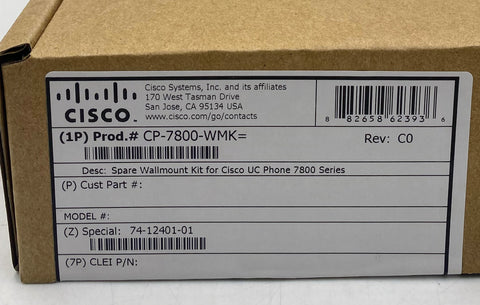 CISCO
Cisco Systems, Inc. and its affiliates
170 West Tasman Drive
San Jose, CA 95134 USA
www.cisco.com/go/contacts
8 82658 62393 6
(1P) Prod.# CP-7800-WMK=
Rev: C0
Desc: Spare Wallmount Kit for Cisco UC Phone 7800 Series
(P) Cust Part #:
MODEL #:
(Z) Special: 74-12401-01
(7P) CLEI P/N: